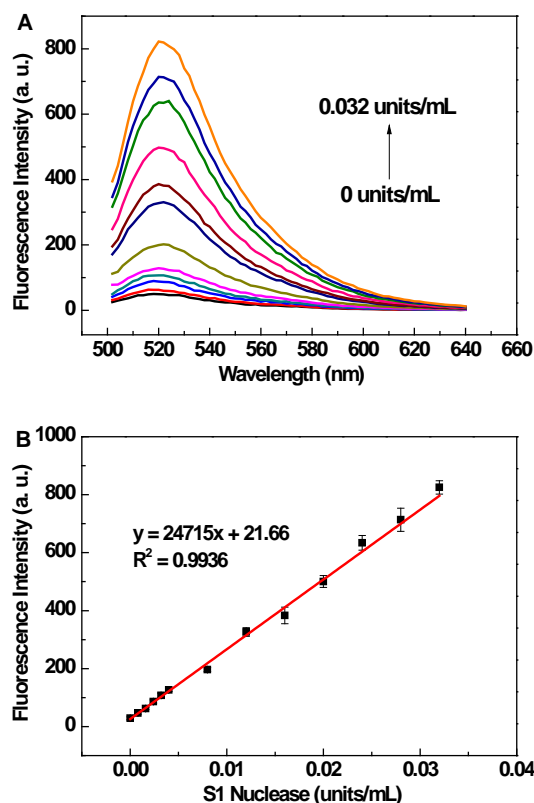 A
800
600
400
200
0
Fluorescence Intensity (a. u.)
0.032 units/mL
0 units/mL
500 520 540 560 580 600 620 640 660
Wavelength (nm)
B
1000
800
600
400
200
0
Fluorescence Intensity (a. u.)
y = 24715x + 21.66
R² = 0.9936
0.00 0.01 0.02 0.03 0.04
S1 Nuclease (units/mL)